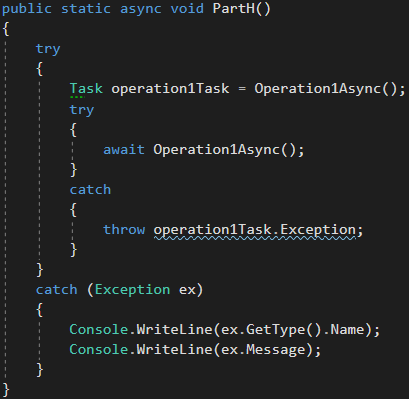 public static async void PartH()
{
    try
    {
        Task operation1Task = Operation1Async();
        try
        {
            await Operation1Async();
        }
        catch
        {
            throw operation1Task.Exception;
        }
    }
    catch (Exception ex)
    {
        Console.WriteLine(ex.GetType().Name);
        Console.WriteLine(ex.Message);
    }
}